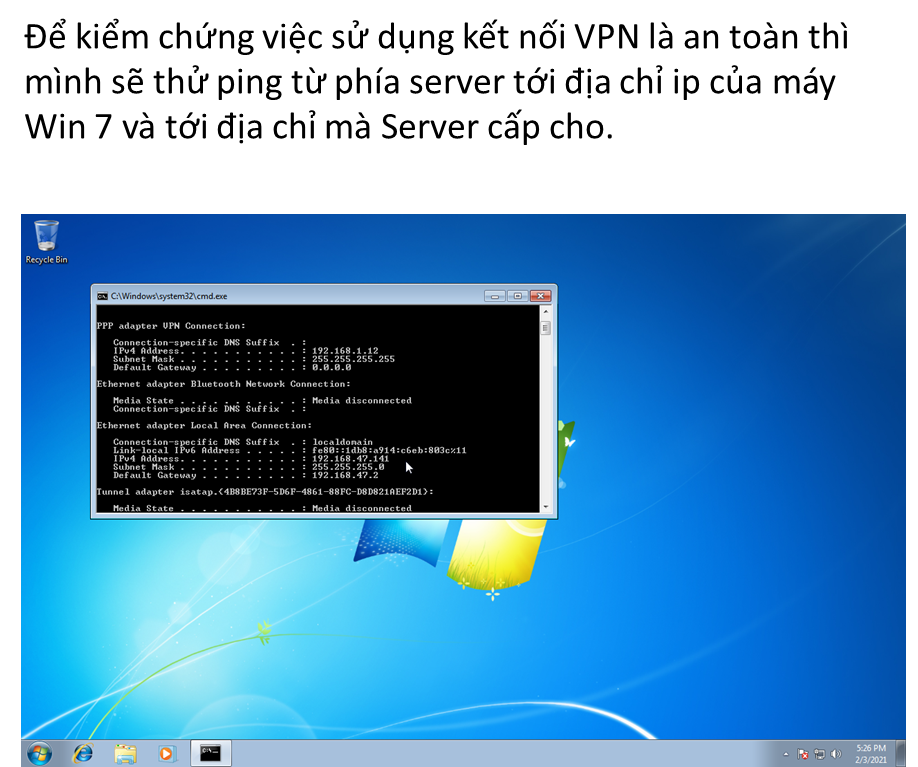 Để kiểm chứng việc sử dụng kết nối VPN là an toàn thì
mình sẽ thử ping từ phía server tới địa chỉ ip của máy
Win 7 và tới địa chỉ mà Server cấp cho.
Recycle Bin
C:\Windows\system32\cmd.exe
PPP adapter VPN Connection:
Connection-specific DNS Suffix . :
IPv4 Address. . . . . . . . . . . : 192.168.1.12
Subnet Mask . . . . . . . . . . . : 255.255.255.255
Default Gateway . . . . . . . . . : 0.0.0.0
Ethernet adapter Bluetooth Network Connection:
Media State . . . . . . . . . . . : Media disconnected
Connection-specific DNS Suffix . :
Ethernet adapter Local Area Connection:
Connection-specific DNS Suffix . : localdomain
Link-local IPv6 Address . . . . . : fe80::1db8:a914:c6eb:803c%11
IPv4 Address. . . . . . . . . . . : 192.168.47.141
Subnet Mask . . . . . . . . . . . : 255.255.255.0
Default Gateway . . . . . . . . . : 192.168.47.2
Tunnel adapter isatap.{4B8BE73F-5D6F-4861-88FC-D8D821AEF2D1}:
Media State . . . . . . . . . . . : Media disconnected
5:26 PM
2/3/2021